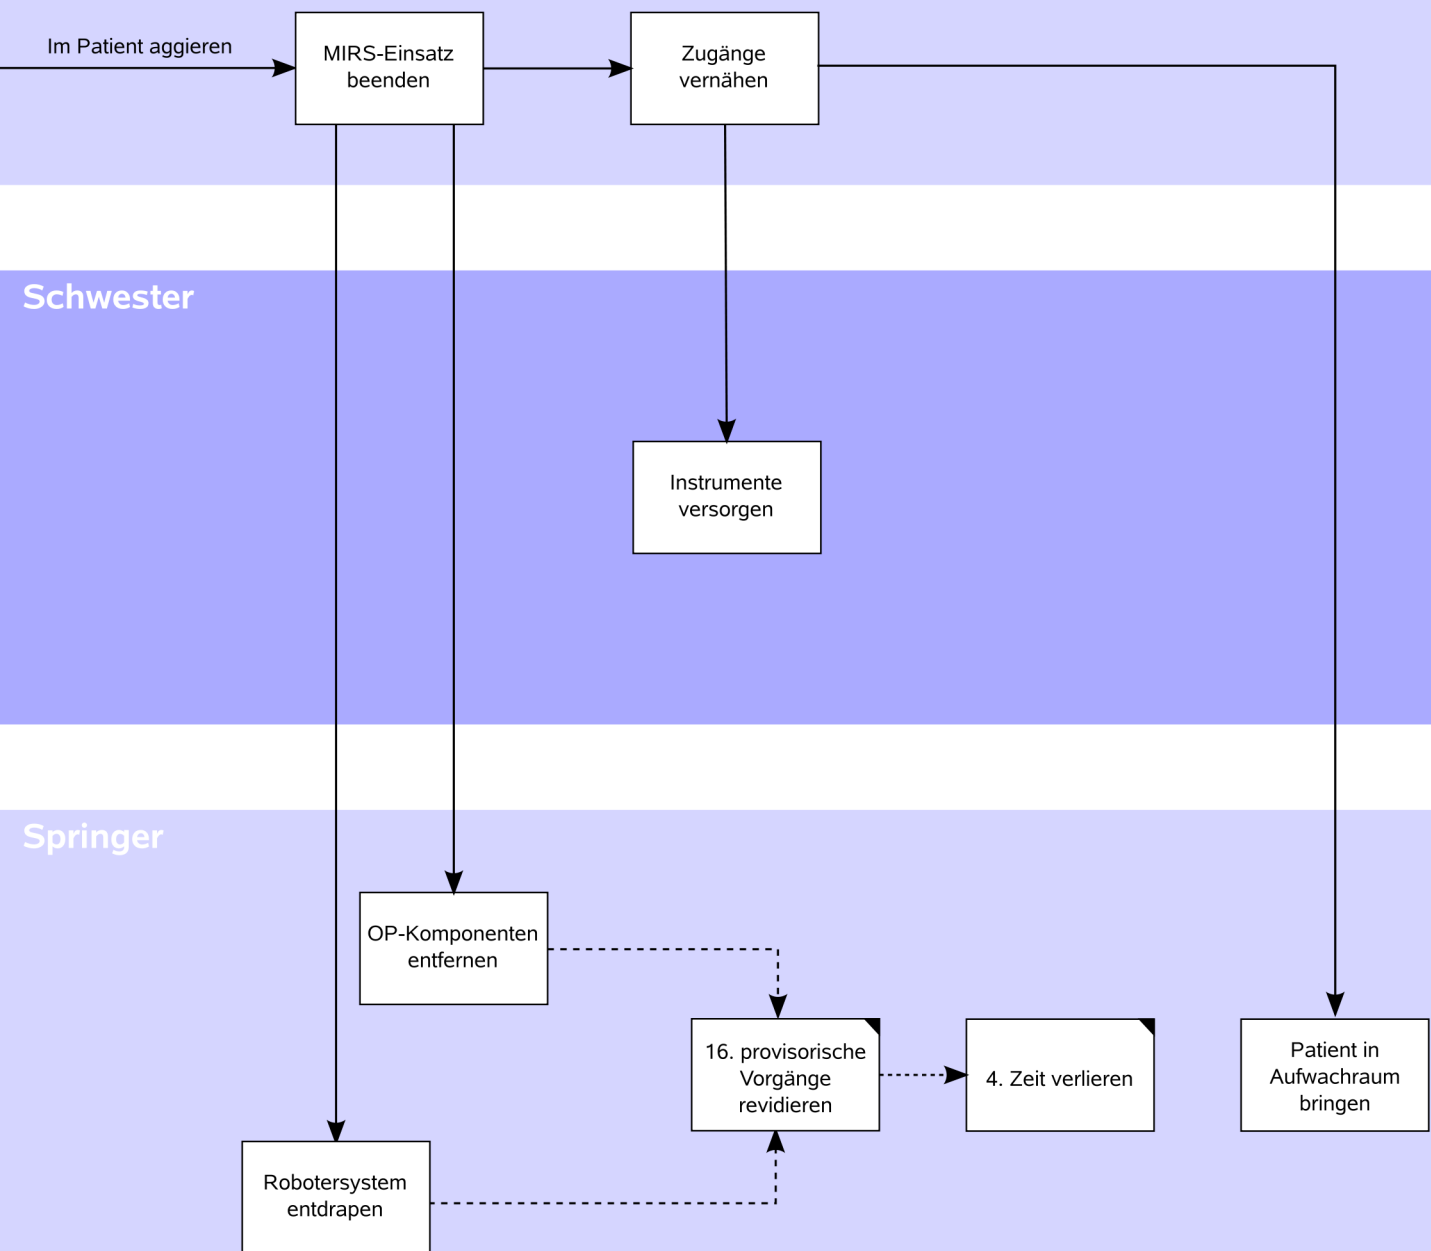 Im Patient aggieren
MIRS-Einsatz
beenden
Zugänge
vernähen
Schwester
Instrumente
versorgen
Springer
OP-Komponenten
entfernen
16. provisorische
Vorgänge
revidieren
4. Zeit verlieren
Patient in
Aufwachraum
bringen
Robotersystem
entdrapen